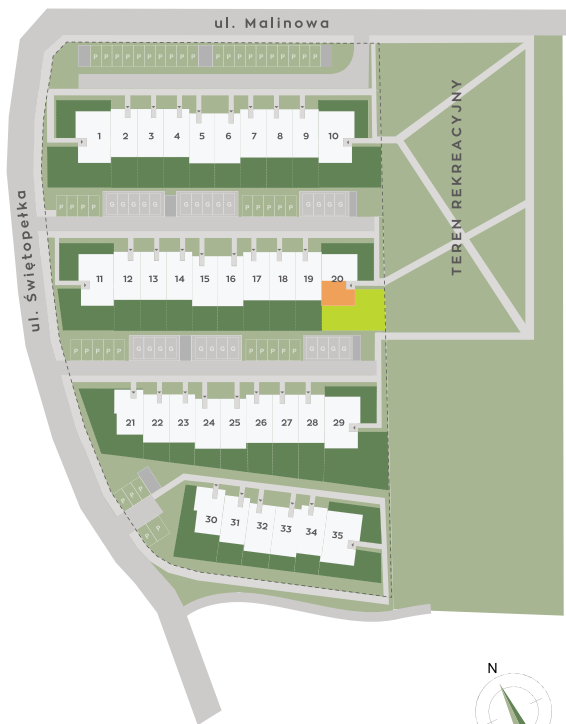 ul. Malinowa
P P P P P P P P P P P P P P P P P P P P
1 2 3 4 5 6 7 8 9 10
TEREN REKREACYJNY
ul. Świętopełka
P P P P G G G G G G G G G G P P P P P G G G G
11 12 13 14 15 16 17 18 19 20
P P P P P G G G G G G G G P P P P P G G G G
21 22 23 24 25 26 27 28 29
P P P
30 31 32 33 34 35
P P
N